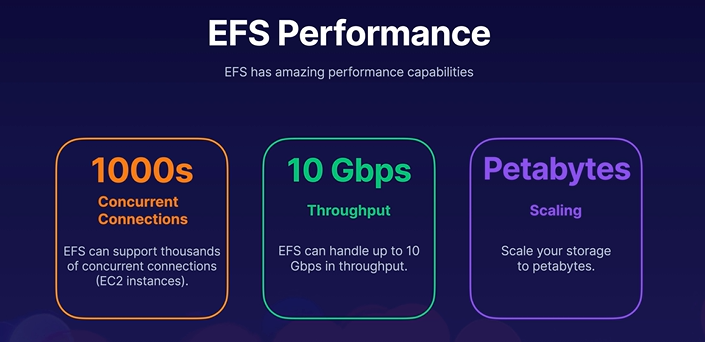 EFS Performance
EFS has amazing performance capabilities
1000s
Concurrent
Connections
EFS can support thousands
of concurrent connections
(EC2 instances).
10 Gbps
Throughput
EFS can handle up to 10
Gbps in throughput.
Petabytes
Scaling
Scale your storage
to petabytes.